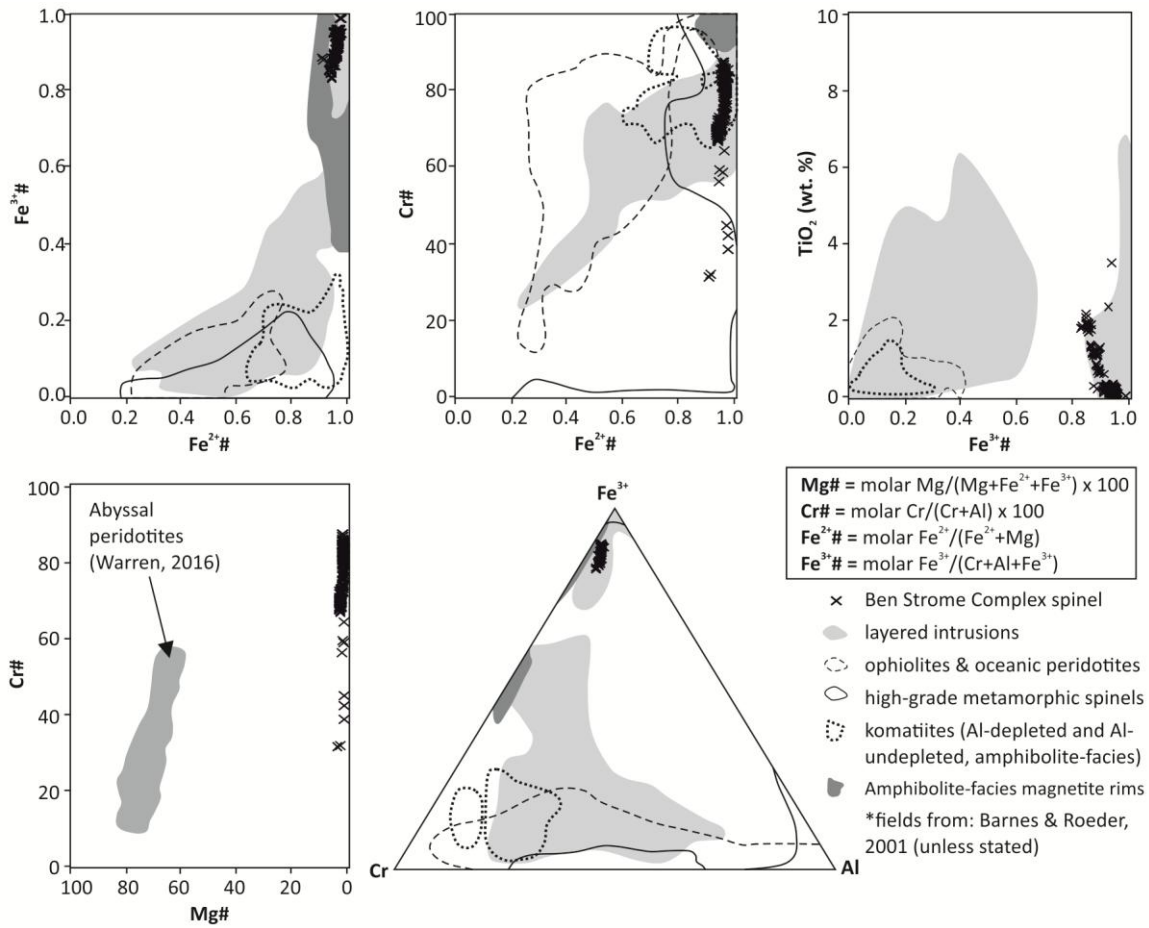 1.0
0.8
0.6
0.4
0.2
0.0
Fe³⁺#
0.0 0.2 0.4 0.6 0.8 1.0
Fe²⁺#
100
80
60
40
20
0
Cr#
0.0 0.2 0.4 0.6 0.8 1.0
Fe²⁺#
10
8
6
4
2
0
TiO₂ (wt. %)
0.0 0.2 0.4 0.6 0.8 1.0
Fe³⁺#
100
80
60
40
20
0
Cr#
Abyssal
peridotites
(Warren, 2016)
100 80 60 40 20 0
Mg#
Fe³⁺
Cr
Al
Mg# = molar Mg/(Mg+Fe²⁺+Fe³⁺) x 100
Cr# = molar Cr/(Cr+Al) x 100
Fe²⁺# = molar Fe²⁺/(Fe²⁺+Mg)
Fe³⁺# = molar Fe³⁺/(Cr+Al+Fe³⁺)
Ben Strome Complex spinel
layered intrusions
ophiolites & oceanic peridotites
high-grade metamorphic spinels
komatiites (Al-depleted and Al-
undepleted, amphibolite-facies)
Amphibolite-facies magnetite rims
*fields from: Barnes & Roeder,
2001 (unless stated)